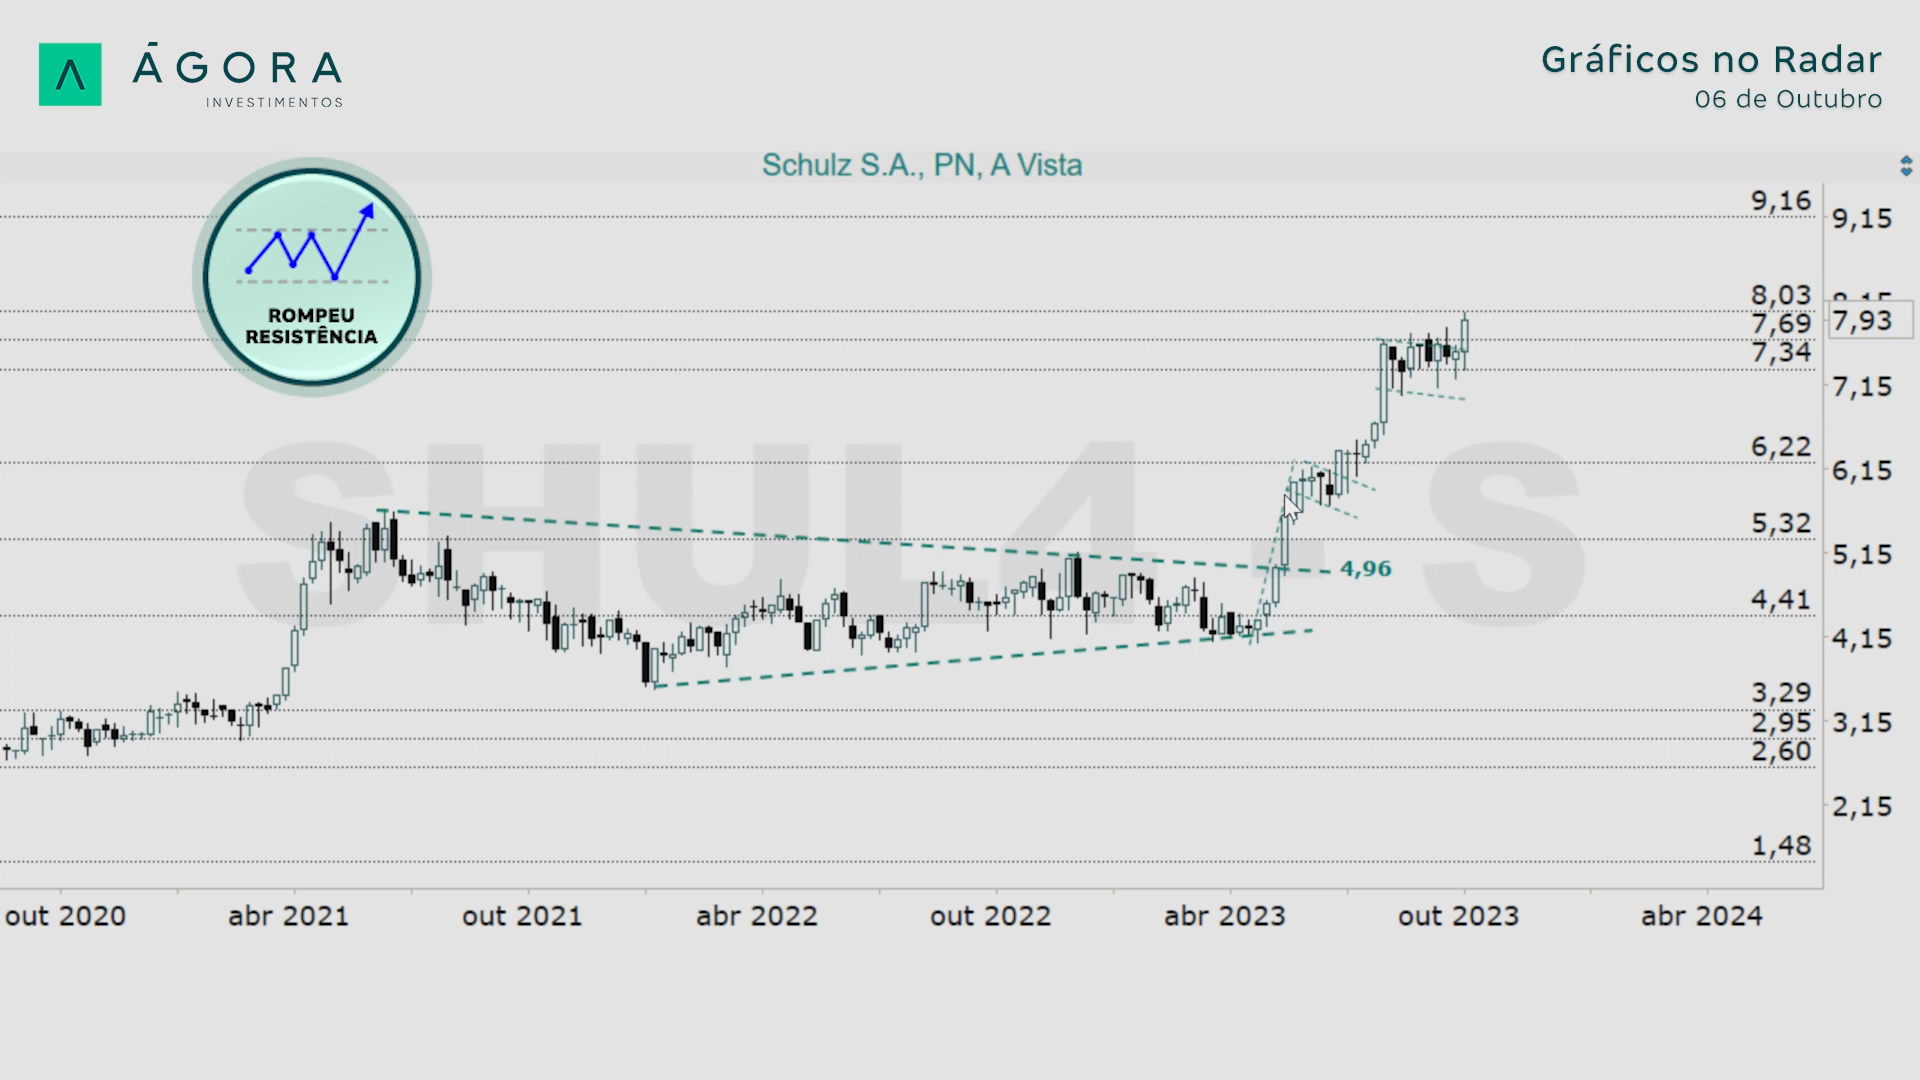 ÁGORA
INVESTIMENTOS
Gráficos no Radar
06 de Outubro
Schulz S.A., PN, A Vista
ROMPEU
RESISTÊNCIA
SHUL4 - S
9,16
8,03
7,69
7,34
6,22
5,32
4,96
4,41
3,29
2,95
2,60
1,48
9,15
7,93
7,15
6,15
5,15
4,15
3,15
2,15
out 2020 abr 2021 out 2021 abr 2022 out 2022 abr 2023 out 2023 abr 2024